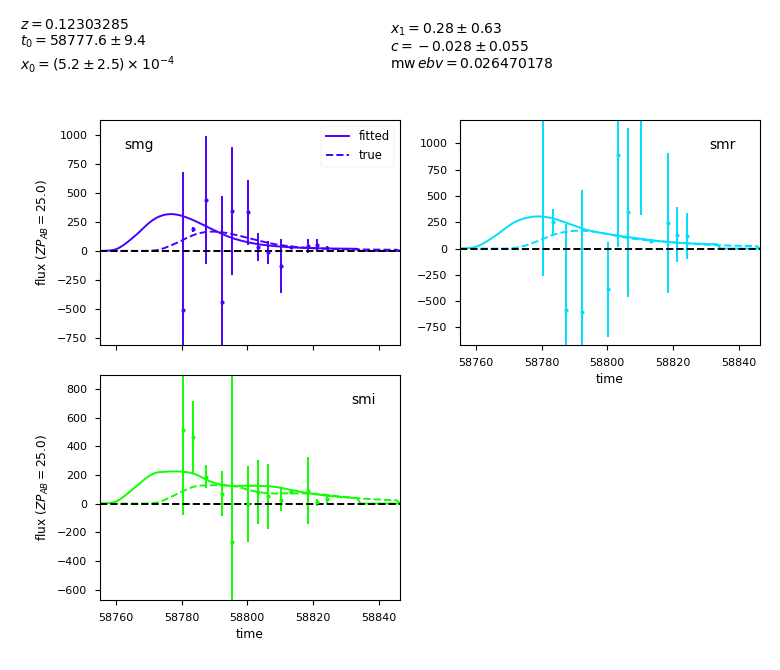 z = 0.12303285
t₀ = 58777.6 ± 9.4
x₀ = (5.2 ± 2.5) × 10⁻⁴
x₁ = 0.28 ± 0.63
c = −0.028 ± 0.055
mw ebv = 0.026470178
smg
fitted
true
1000
750
500
250
0
−250
−500
−750
flux (ZP_AB = 25.0)
smr
1000
750
500
250
0
−250
−500
−750
58760 58780 58800 58820 58840
time
smi
800
600
400
200
0
−200
−400
−600
flux (ZP_AB = 25.0)
58760 58780 58800 58820 58840
time